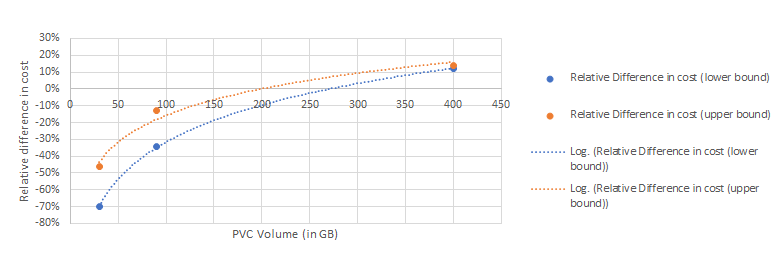 30%
20%
10%
0%
-10%
-20%
-30%
-40%
-50%
-60%
-70%
-80%
0 50 100 150 200 250 300 350 400 450
Relative difference in cost
PVC Volume (in GB)
Relative Difference in cost (lower bound)
Relative Difference in cost (upper bound)
Log. (Relative Difference in cost (lower
bound))
Log. (Relative Difference in cost (upper
bound))